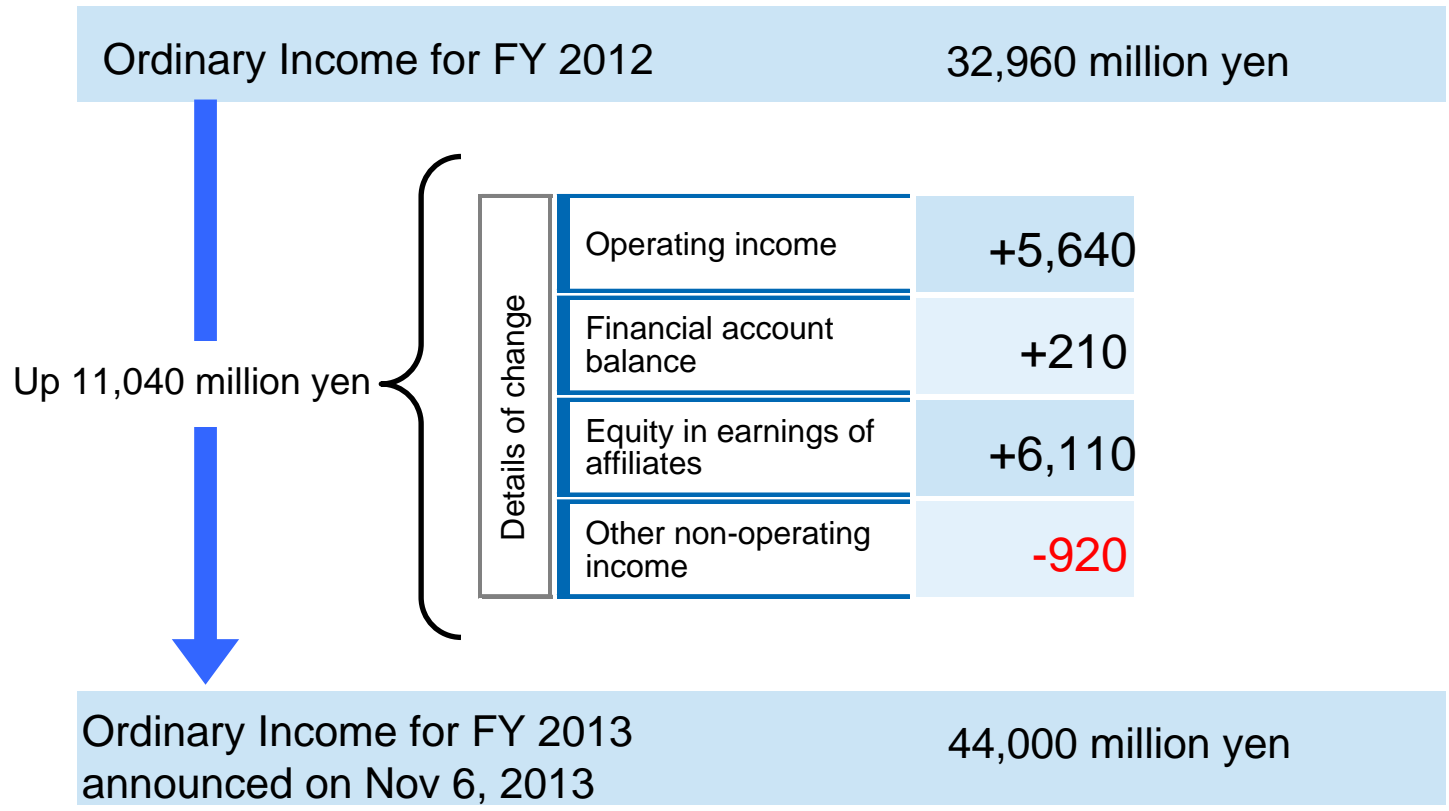 Ordinary Income for FY 2012 32,960 million yen
Up 11,040 million yen
Details of change
Operating income +5,640
Financial account
balance
+210
Equity in earnings of
affiliates
+6,110
Other non-operating
income
-920
Ordinary Income for FY 2013
announced on Nov 6, 2013
44,000 million yen